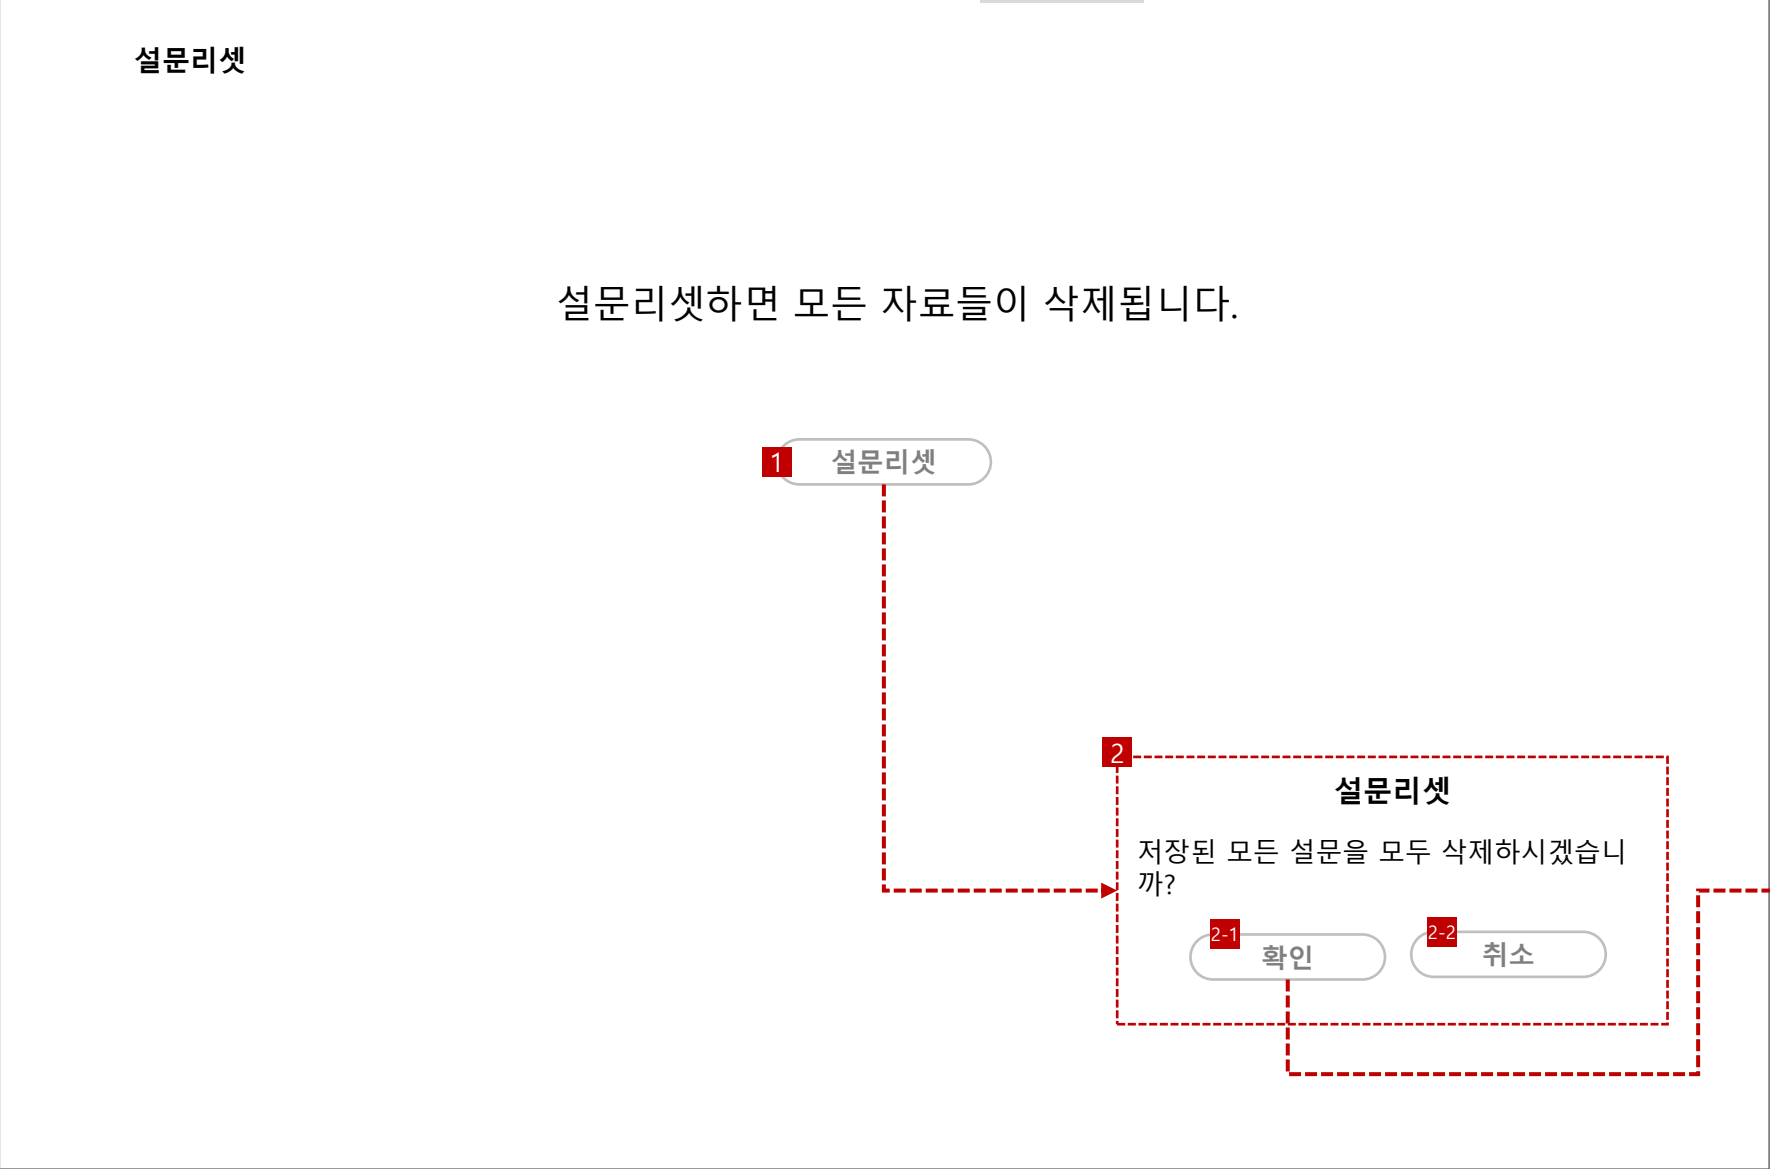 설문리셋
설문리셋하면 모든 자료들이 삭제됩니다.
1
설문리셋
2
설문리셋
저장된 모든 설문을 모두 삭제하시겠습니
까?
2-1
확인
2-2
취소